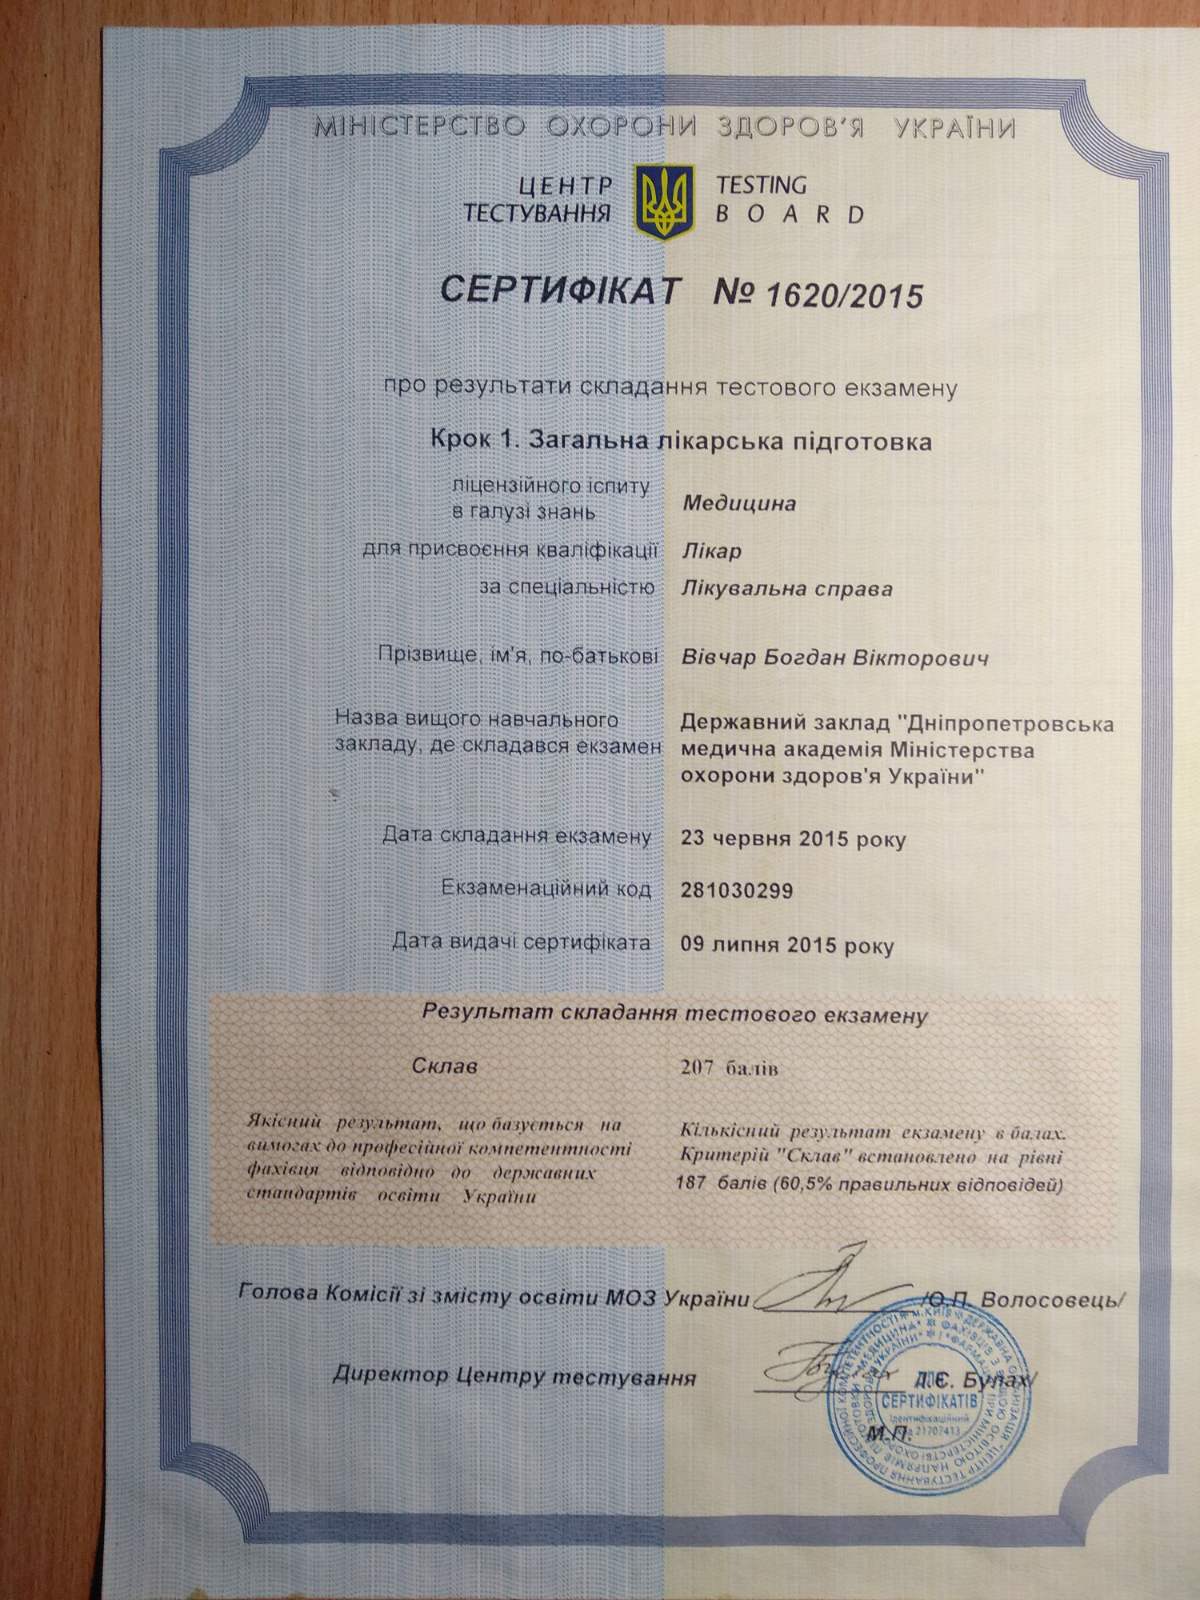 МІНІСТЕРСТВО ОХОРОНИ ЗДОРОВ'Я УКРАЇНИ
ЦЕНТР ТЕСТУВАННЯ
TESTING BOARD
СЕРТИФІКАТ № 1620/2015
про результати складання тестового екзамену
Крок 1. Загальна лікарська підготовка
ліцензійного іспиту
в галузі знань Медицина
для присвоєння кваліфікації Лікар
за спеціальністю Лікувальна справа
Прізвище, ім'я, по-батькові Вівчар Богдан Вікторович
Назва вищого навчального
закладу, де складався екзамен
Державний заклад "Дніпропетровська
медична академія Міністерства
охорони здоров'я України"
Дата складання екзамену 23 червня 2015 року
Екзаменаційний код 281030299
Дата видачі сертифіката 09 липня 2015 року
Результат складання тестового екзамену
Склав 207 балів
Якісний результат, що базується на
вимогах до професійної компетентності
фахівця відповідно до державних
стандартів освіти України
Кількісний результат екзамену в балах.
Критерій "Склав" встановлено на рівні
187 балів (60,5% правильних відповідей)
Голова Комісії зі змісту освіти МОЗ України /О.П. Волосовець/
Директор Центру тестування І.Є. Булах/
М.П.
ДЛЯ
СЕРТИФІКАТІВ
Ідентифікаційний
код 21707413